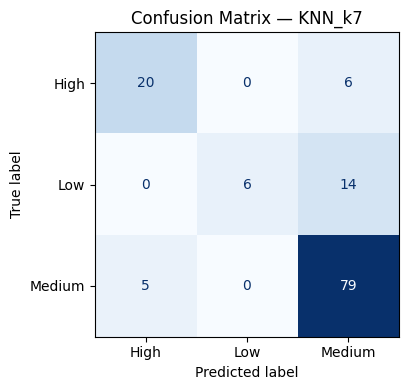 Confusion Matrix — KNN_k7
True label
High 20 0 6
Low 0 6 14
Medium 5 0 79
High Low Medium
Predicted label